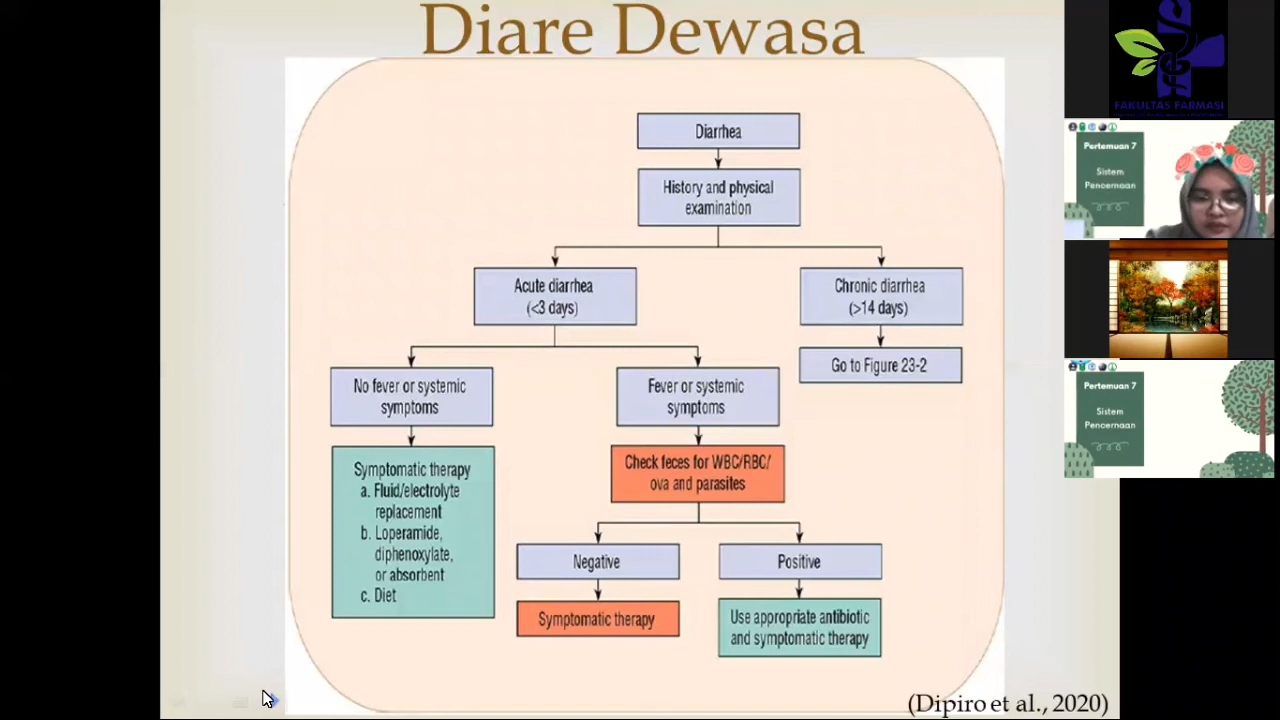 Diare Dewasa
Diarrhea
History and physical
examination
Acute diarrhea
(<3 days)
Chronic diarrhea
(>14 days)
Go to Figure 23-2
No fever or systemic
symptoms
Fever or systemic
symptoms
Symptomatic therapy
a. Fluid/electrolyte
replacement
b. Loperamide,
diphenoxylate,
or absorbent
c. Diet
Check feces for WBC/RBC/
ova and parasites
Negative
Positive
Symptomatic therapy
Use appropriate antibiotic
and symptomatic therapy
(Dipiro et al., 2020)
FAKULTAS FARMASI
Pertemuan 7
Sistem
Pencernaan
Pertemuan 7
Sistem
Pencernaan